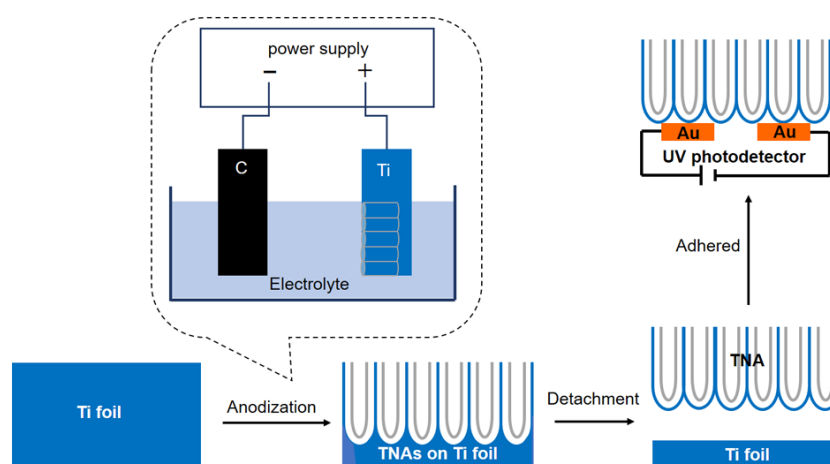 power supply
− +
C Ti
Electrolyte
Au Au
UV photodetector
Adhered
Ti foil
Anodization
TNAs on Ti foil
Detachment
TNA
Ti foil